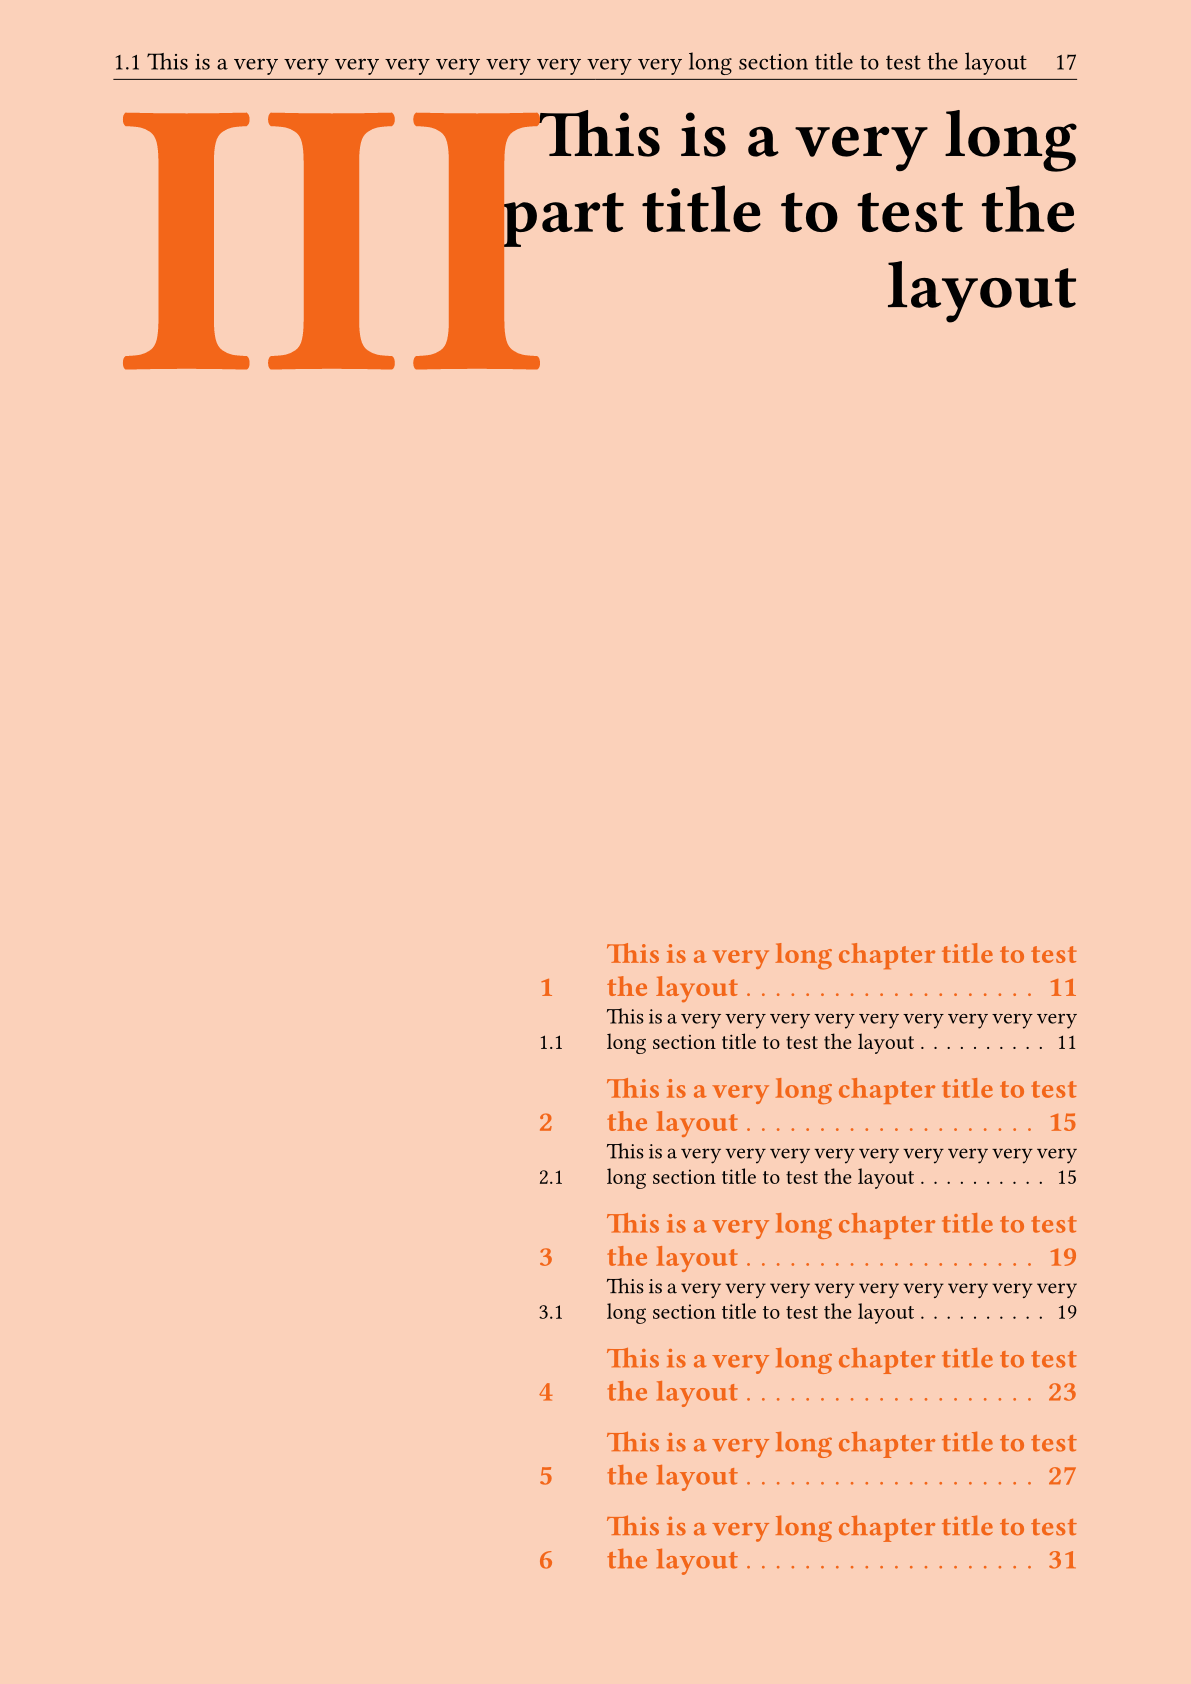 1.1 This is a very very very very very very very very very long section title to test the layout 17
III
This is a very long
part title to test the
layout
This is a very long chapter title to test
1 the layout . . . . . . . . . . . . . . . . . . . . 11
This is a very very very very very very very very very
1.1 long section title to test the layout . . . . . . . . . . 11
This is a very long chapter title to test
2 the layout . . . . . . . . . . . . . . . . . . . . 15
This is a very very very very very very very very very
2.1 long section title to test the layout . . . . . . . . . . 15
This is a very long chapter title to test
3 the layout . . . . . . . . . . . . . . . . . . . . 19
This is a very very very very very very very very very
3.1 long section title to test the layout . . . . . . . . . . 19
This is a very long chapter title to test
4 the layout . . . . . . . . . . . . . . . . . . . . 23
This is a very long chapter title to test
5 the layout . . . . . . . . . . . . . . . . . . . . 27
This is a very long chapter title to test
6 the layout . . . . . . . . . . . . . . . . . . . . 31